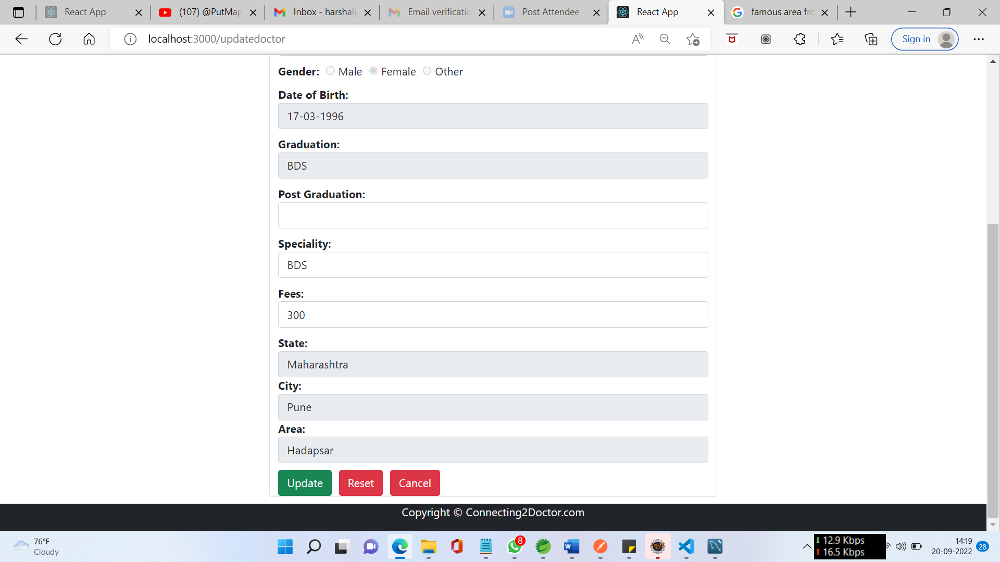 React App
(107) @PutMap
Inbox - harshalj
Email verificatio
Post Attendee -
React App
famous area fro
localhost:3000/updatedoctor
Sign in
Gender: Male Female Other
Date of Birth:
17-03-1996
Graduation:
BDS
Post Graduation:
Speciality:
BDS
Fees:
300
State:
Maharashtra
City:
Pune
Area:
Hadapsar
Update Reset Cancel
Copyright © Connecting2Doctor.com
76°F
Cloudy
8
↓ 12.9 Kbps
↑ 16.5 Kbps
14:19
20-09-2022
28